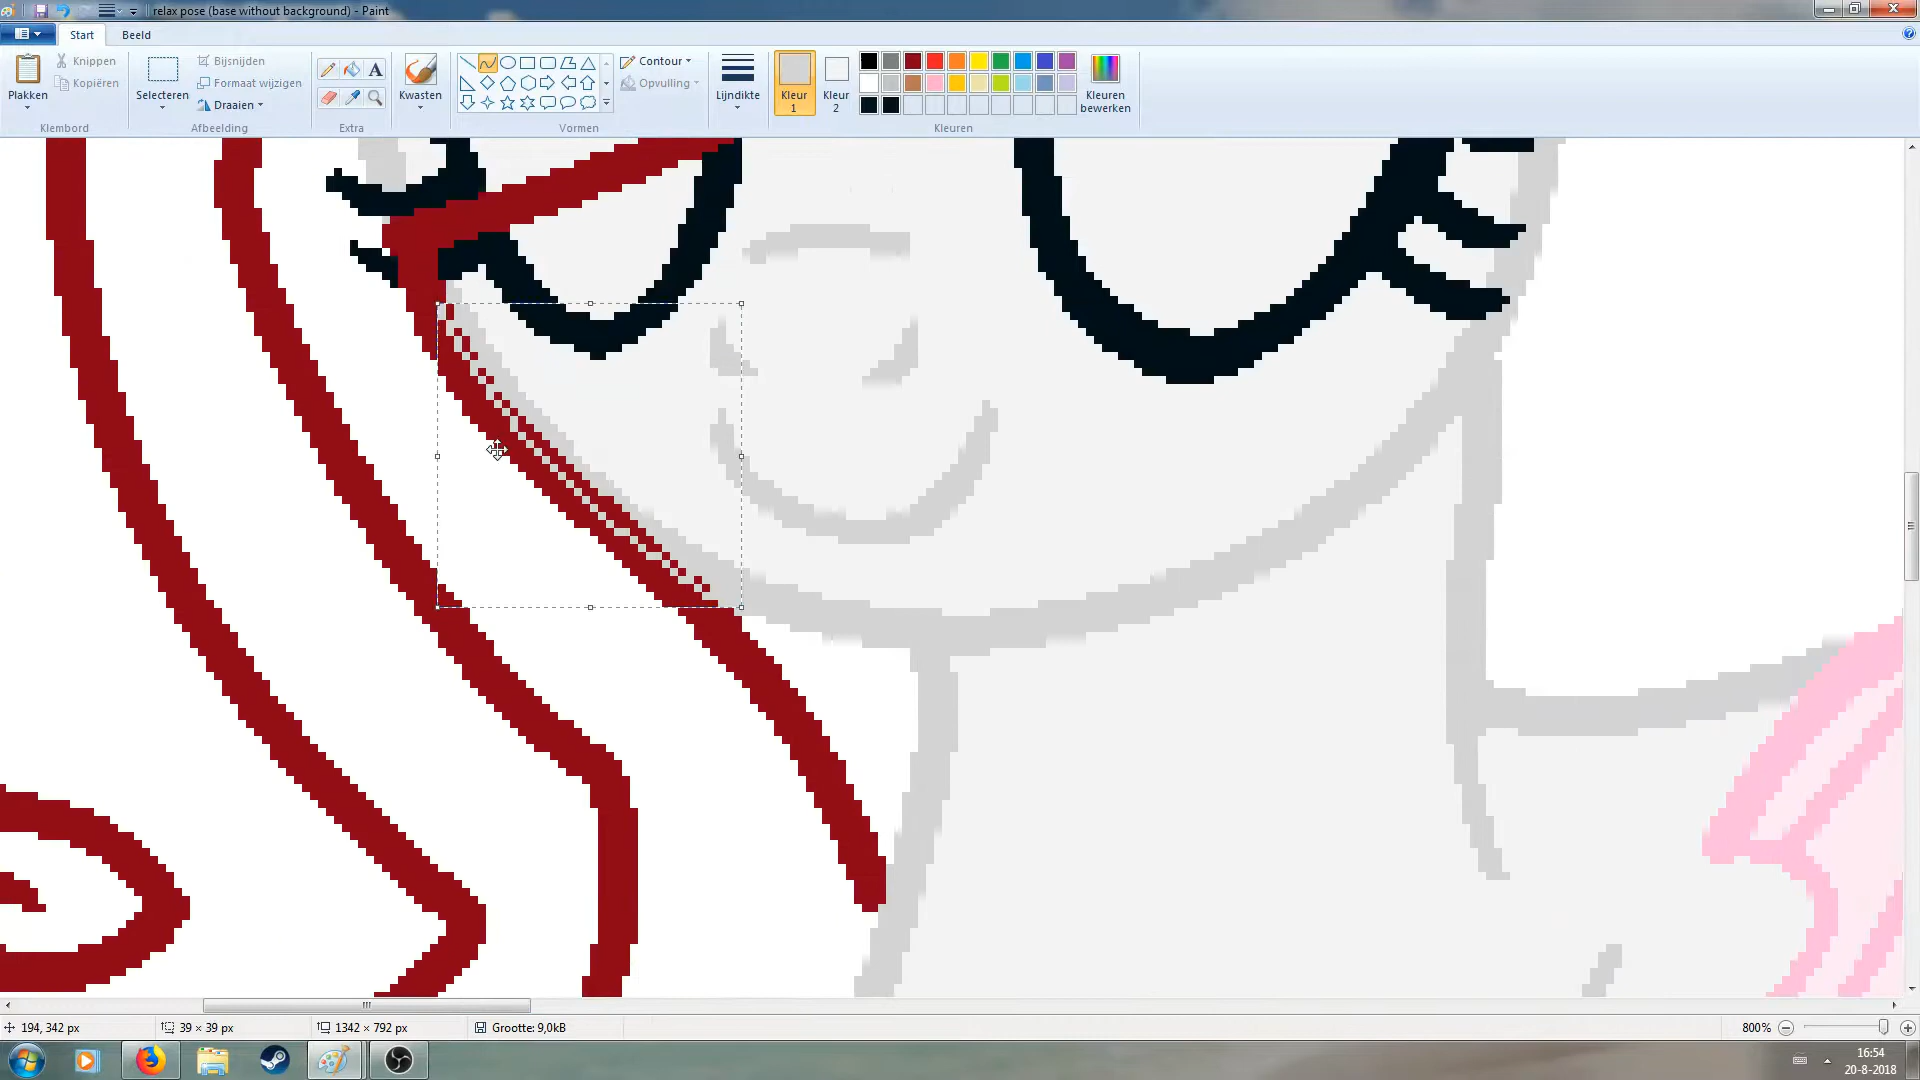 relax pose (base without background) - Paint
Start
Beeld
Plakken
Knippen
Kopiëren
Klembord
Selecteren
Bijsnijden
Formaat wijzigen
Draaien
Afbeelding
A
Extra
Kwasten
Contour
Opvulling
Vormen
Lijndikte
Kleur 1
Kleur 2
Kleuren bewerken
Kleuren
194, 342 px
39 × 39 px
1342 × 792 px
Grootte: 9,0kB
800%
16:54
20-8-2018